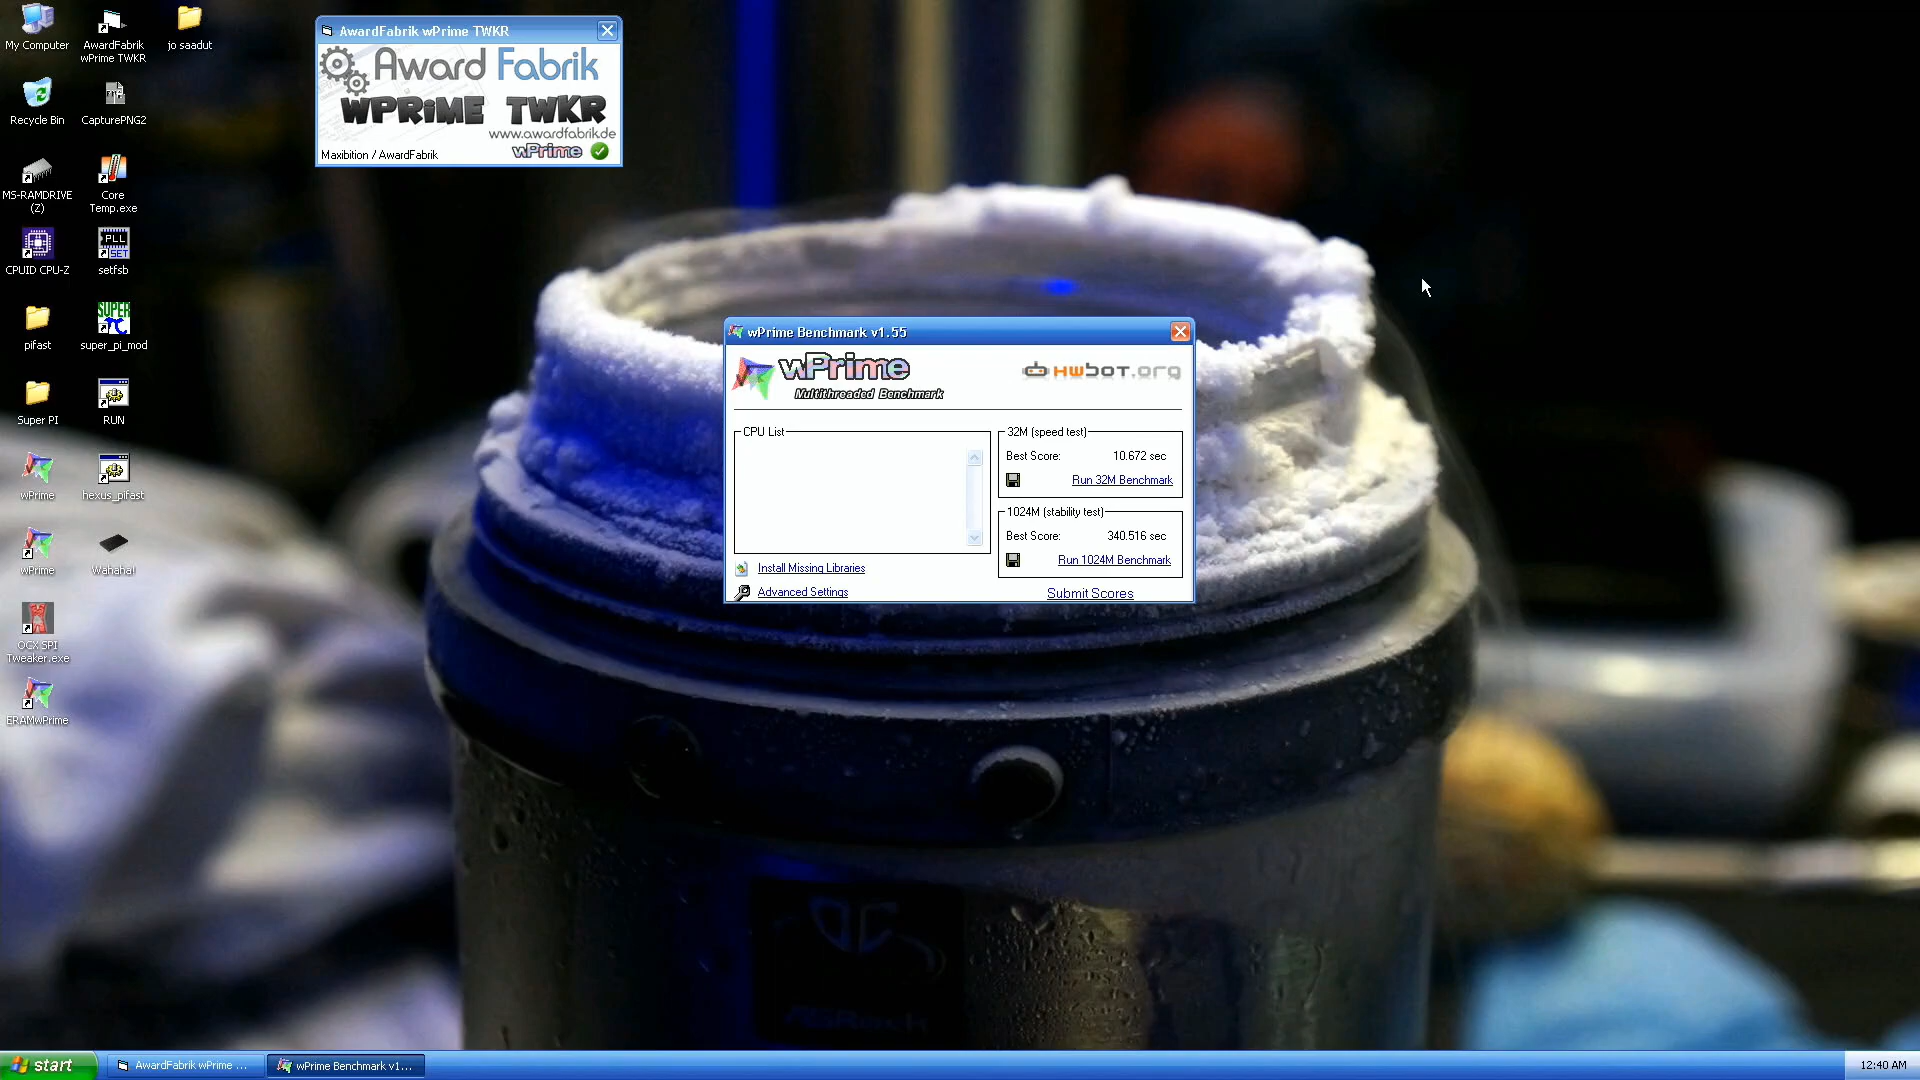 My Computer
AwardFabrik
wPrime TWKR
jo saadut
Recycle Bin
CapturePNG2
MS-RAMDRIVE
(Z)
Core
Temp.exe
CPUID CPU-Z
PLL
SET
setfsb
pifast
SUPER
super_pi_mod
Super PI
RUN
wPrime
hexus_pifast
wPrime
Wahaha!
OCX SPI
Tweaker.exe
ERAMwPrime
AwardFabrik wPrime TWKR
Award Fabrik
WPRiME TWKR
www.awardfabrik.de
Maxibition / AwardFabrik
wPrime
wPrime Benchmark v1.55
wPrime
Multithreaded Benchmark
HWBOT.org
CPU List
32M (speed test)
Best Score: 10.672 sec
Run 32M Benchmark
1024M (stability test)
Best Score: 340.516 sec
Run 1024M Benchmark
Install Missing Libraries
Advanced Settings
Submit Scores
ASRock
start
AwardFabrik wPrime ...
wPrime Benchmark v1...
12:40 AM